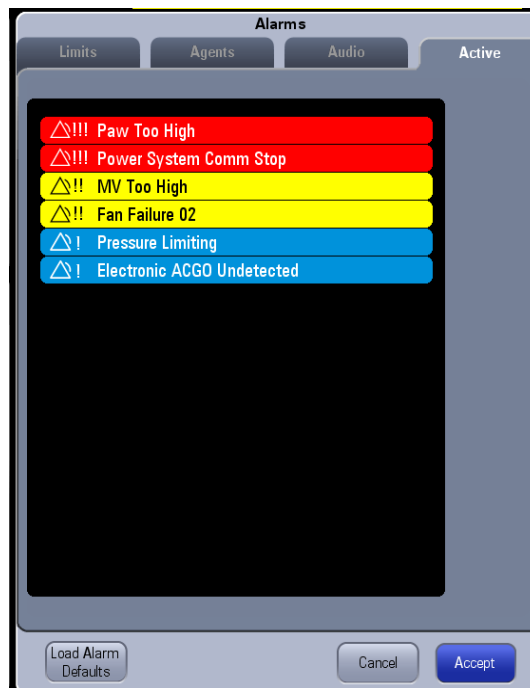 Alarms
Limits Agents Audio Active
!!! Paw Too High
!!! Power System Comm Stop
!! MV Too High
!! Fan Failure 02
! Pressure Limiting
! Electronic ACGO Undetected
Load Alarm
Defaults
Cancel Accept